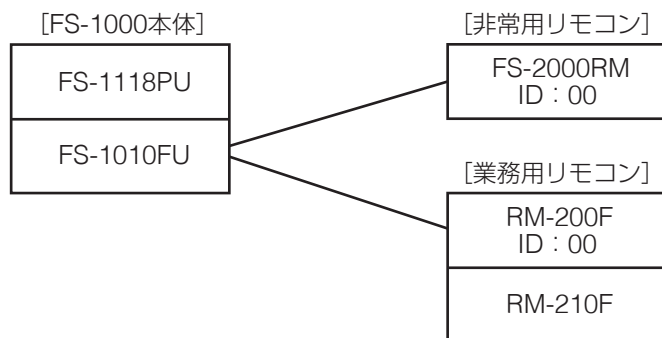 [FS-1000本体]
FS-1118PU
FS-1010FU
[非常用リモコン]
FS-2000RM
ID：00
[業務用リモコン]
RM-200F
ID：00
RM-210F